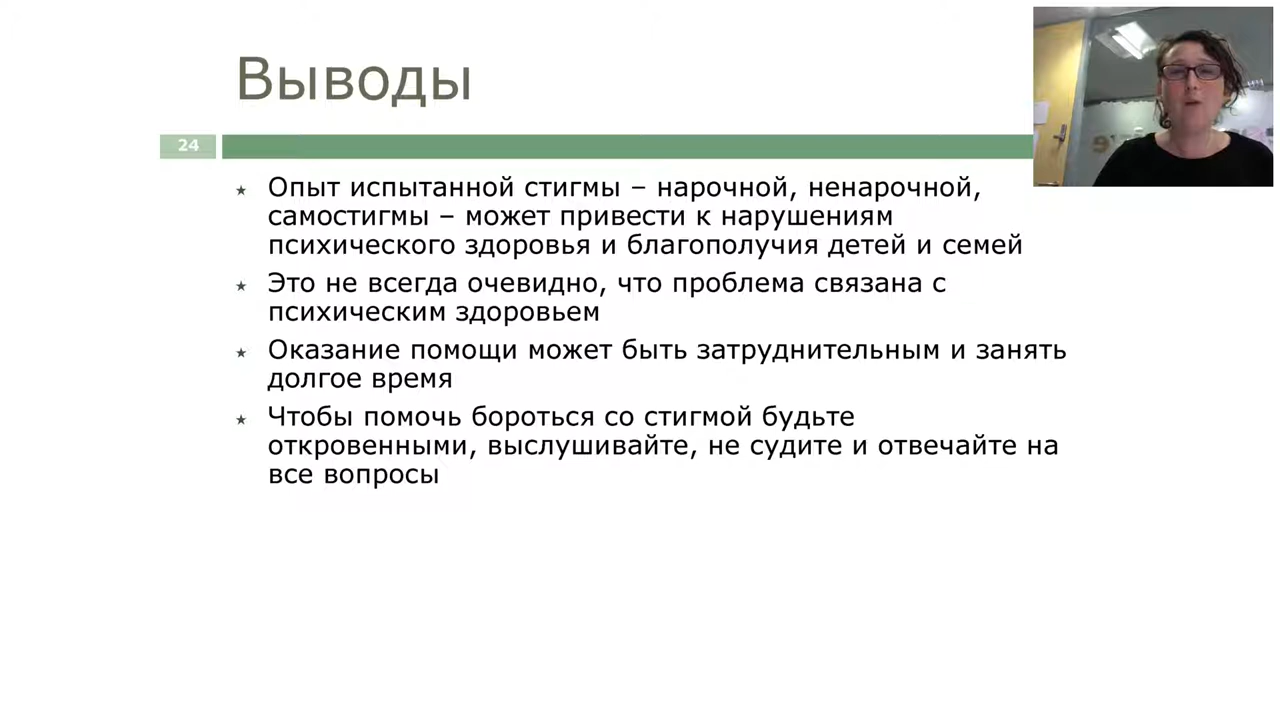 Выводы
24
Опыт испытанной стигмы – нарочной, ненарочной,
самостигмы – может привести к нарушениям
психического здоровья и благополучия детей и семей
Это не всегда очевидно, что проблема связана с
психическим здоровьем
Оказание помощи может быть затруднительным и занять
долгое время
Чтобы помочь бороться со стигмой будьте
откровенными, выслушивайте, не судите и отвечайте на
все вопросы